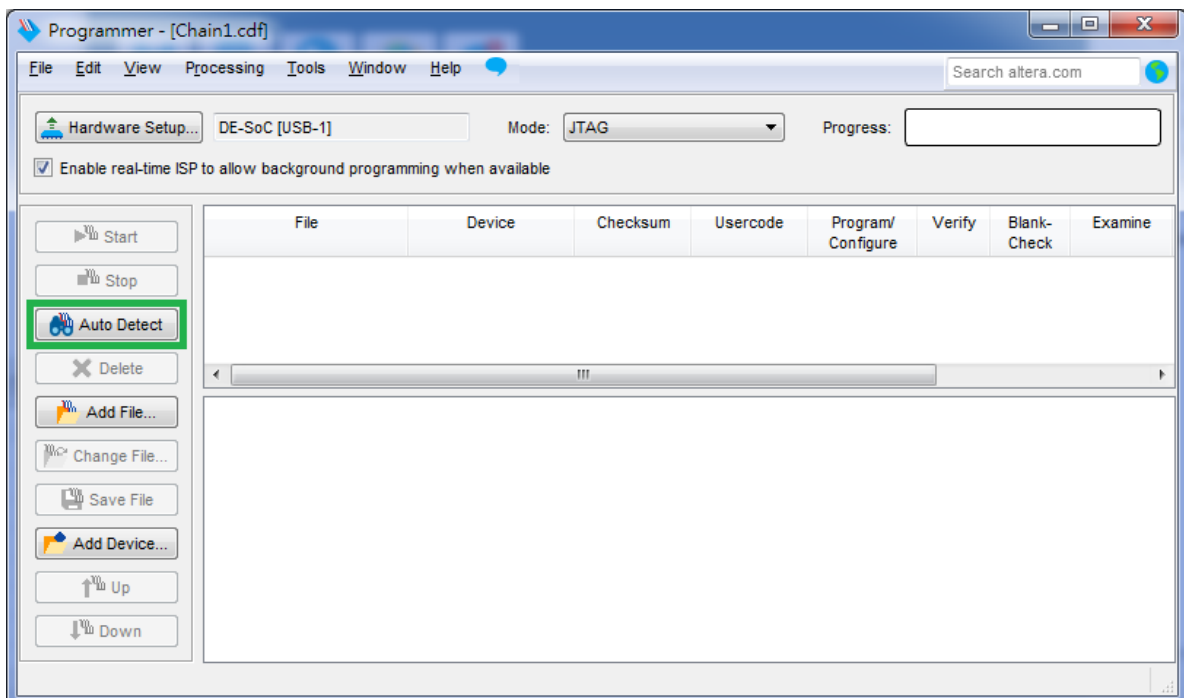 Programmer - [Chain1.cdf]
File Edit View Processing Tools Window Help
Search altera.com
Hardware Setup... DE-SoC [USB-1] Mode: JTAG Progress:
Enable real-time ISP to allow background programming when available
File Device Checksum Usercode Program/ Verify Blank- Examine
Configure Check
Start
Stop
Auto Detect
Delete
Add File...
Change File...
Save File
Add Device...
Up
Down